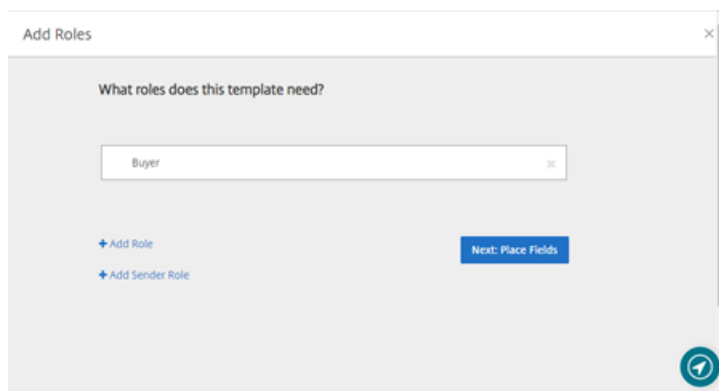 Add Roles
What roles does this template need?
Buyer
+ Add Role
Next: Place Fields
+ Add Sender Role